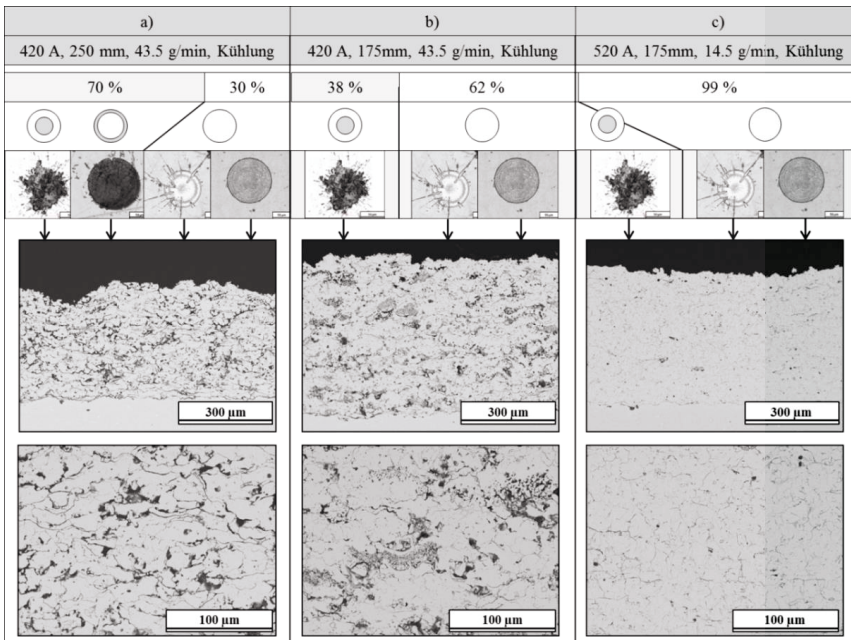 a)
b)
c)
420 A, 250 mm, 43.5 g/min, Kühlung
420 A, 175mm, 43.5 g/min, Kühlung
520 A, 175mm, 14.5 g/min, Kühlung
70 %
30 %
38 %
62 %
99 %
300 µm
300 µm
300 µm
100 µm
100 µm
100 µm